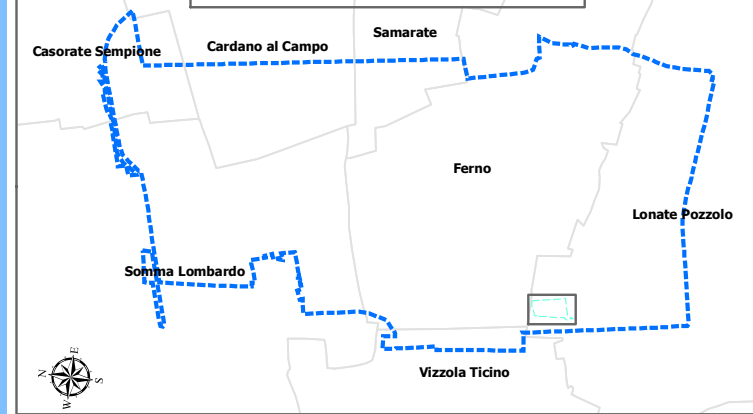 Samarate
Cardano al Campo
Casorate Sempione
Ferno
Lonate Pozzolo
Somma Lombardo
Vizzola Ticino
N
E
S
W